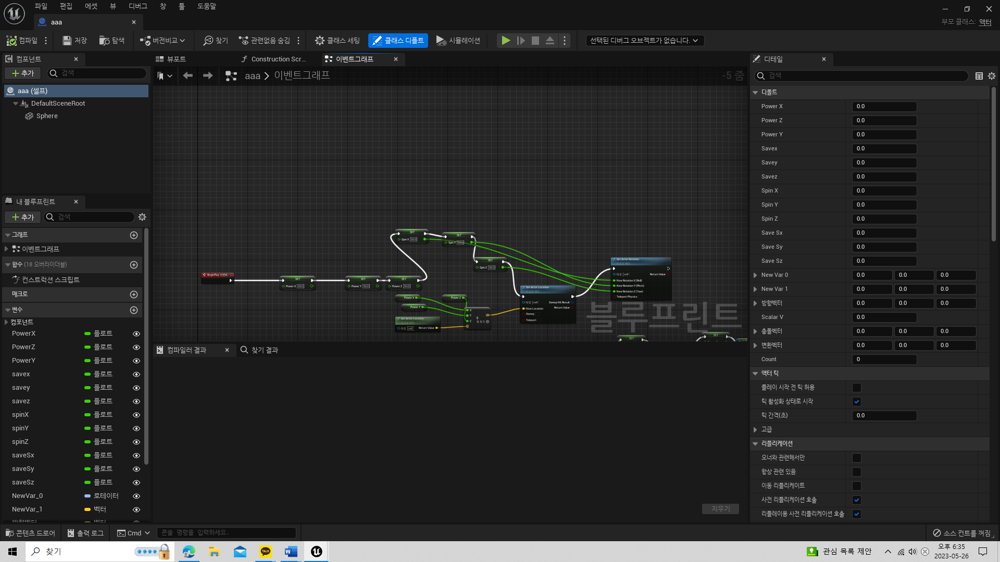 파일 편집 에셋 뷰 디버그 창 툴 도움말
aaa
부모 클래스: 액터
컴파일 저장 탐색 버전비교 찾기 관련없음 숨김 클래스 세팅 클래스 디폴트 시뮬레이션 선택된 디버그 오브젝트가 없습니다.
컴포넌트
추가 검색
aaa (셀프)
DefaultSceneRoot
Sphere
내 블루프린트
추가 검색
그래프
이벤트그래프
함수 (18 오버라이더블)
컨스트럭션 스크립트
매크로
변수
컴포넌트
PowerX 플로트
PowerZ 플로트
PowerY 플로트
savex 플로트
savey 플로트
savez 플로트
spinX 플로트
spinY 플로트
spinZ 플로트
saveSx 플로트
saveSy 플로트
saveSz 플로트
NewVar_0 로테이터
NewVar_1 벡터
방향벡터 벡터
뷰포트 Construction Scr... 이벤트그래프
aaa > 이벤트그래프 -5 줌
SET
Spin X 50.0
SET
Spin Y 50.0
SET
Spin Z 50.0
BeginPlay 이벤트
SET
Power X 50.0
SET
Power Y 50.0
SET
Power Z 50.0
Power X
Power Y
Power Z
Get Actor Location
타깃 self Return Value
X
Y
Z
핀 추가
Set Actor Location
타깃 self Sweep Hit Result
New Location Return Value
Sweep
Teleport
Set Actor Rotation
타깃 self Return Value
New Rotation X (Roll)
New Rotation Y (Pitch)
New Rotation Z (Yaw)
Teleport Physics
블루프린트
SET
SET
컴파일러 결과 찾기 결과
지우기
디테일
검색
디폴트
Power X 0.0
Power Z 0.0
Power Y 0.0
Savex 0.0
Savey 0.0
Savez 0.0
Spin X 0.0
Spin Y 0.0
Spin Z 0.0
Save Sx 0.0
Save Sy 0.0
Save Sz 0.0
New Var 0 0.0 0.0 0.0
New Var 1 0.0 0.0 0.0
방향벡터 0.0 0.0 0.0
Scalar V 0.0
충돌벡터 0.0 0.0 0.0
변환벡터 0.0 0.0 0.0
Count 0
액터 틱
플레이 시작 전 틱 허용
틱 활성화 상태로 시작
틱 간격(초) 0.0
고급
리플리케이션
오너와 관련해서만
항상 관련 있음
이동 리플리케이트
사전 리플리케이션 호출
리플레이용 사전 리플리케이션 호출
콘텐츠 드로어 출력 로그 Cmd 콘솔 명령을 입력하세요. 소스 컨트롤 꺼짐
찾기
TALK
관심 목록 제안
오후 6:35
2023-05-26